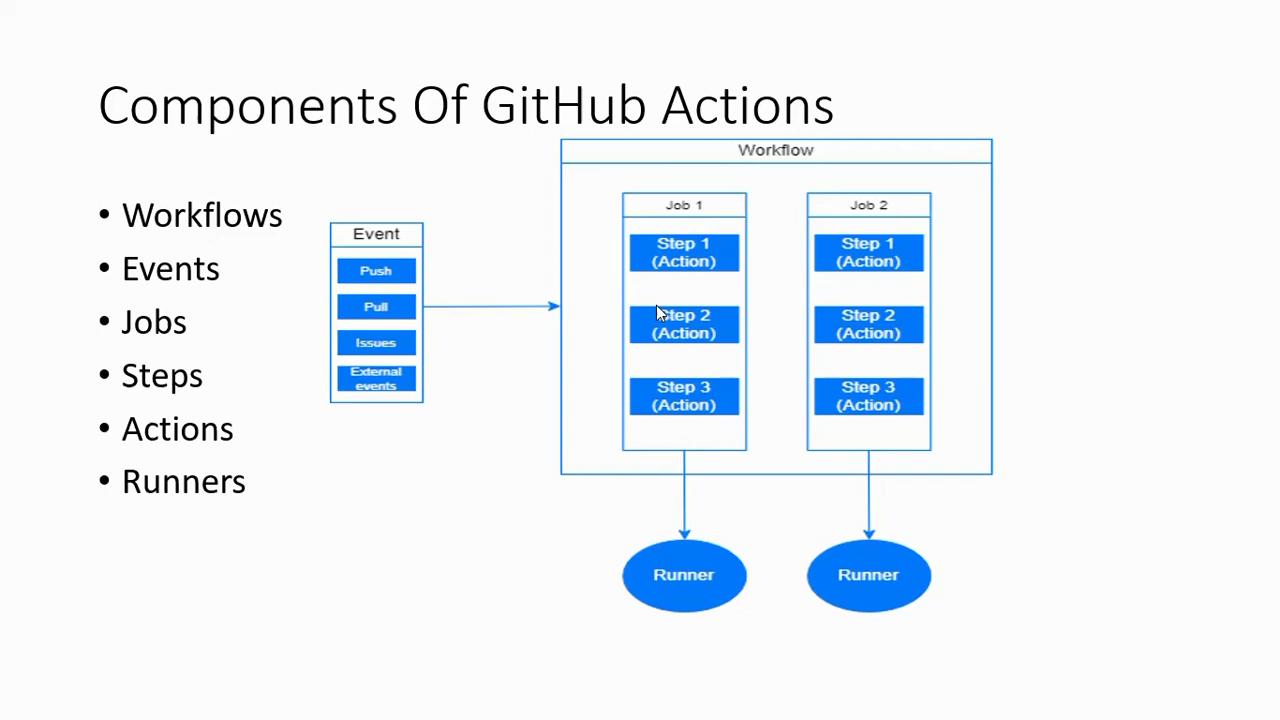 Components Of GitHub Actions
• Workflows
• Events
• Jobs
• Steps
• Actions
• Runners
Event
Push
Pull
Issues
External
events
Workflow
Job 1
Step 1
(Action)
Step 2
(Action)
Step 3
(Action)
Job 2
Step 1
(Action)
Step 2
(Action)
Step 3
(Action)
Runner
Runner